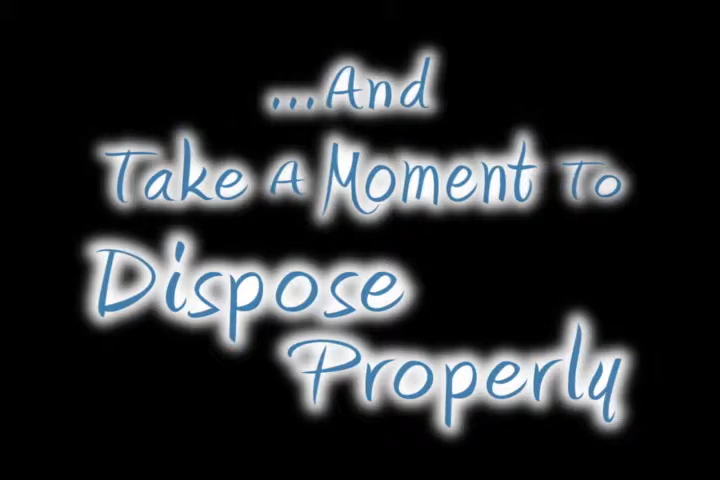 ...And
Take A Moment To
Dispose
Properly